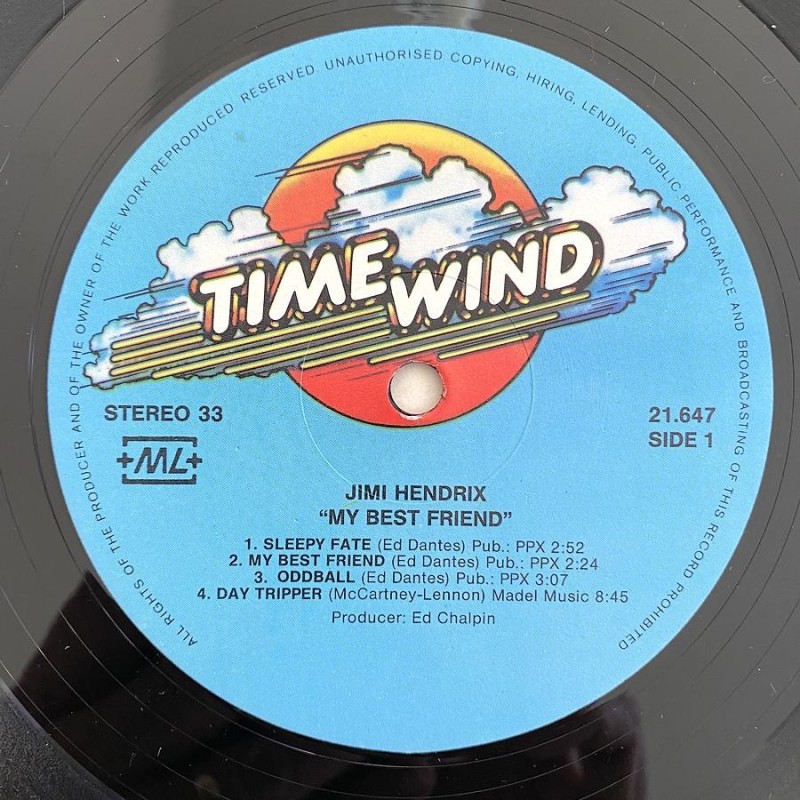 ALL RIGHTS OF THE PRODUCER AND OF THE OWNER OF THE WORK REPRODUCED RESERVED UNAUTHORISED COPYING, HIRING, LENDING, PUBLIC PERFORMANCE AND BROADCASTING OF THIS RECORD PROHIBITED
TIME WIND
STEREO 33
21.647
ML
SIDE 1
JIMI HENDRIX
“MY BEST FRIEND”
1. SLEEPY FATE (Ed Dantes) Pub.: PPX 2:52
2. MY BEST FRIEND (Ed Dantes) Pub.: PPX 2:24
3. ODDBALL (Ed Dantes) Pub.: PPX 3:07
4. DAY TRIPPER (McCartney-Lennon) Madel Music 8:45
Producer: Ed Chalpin